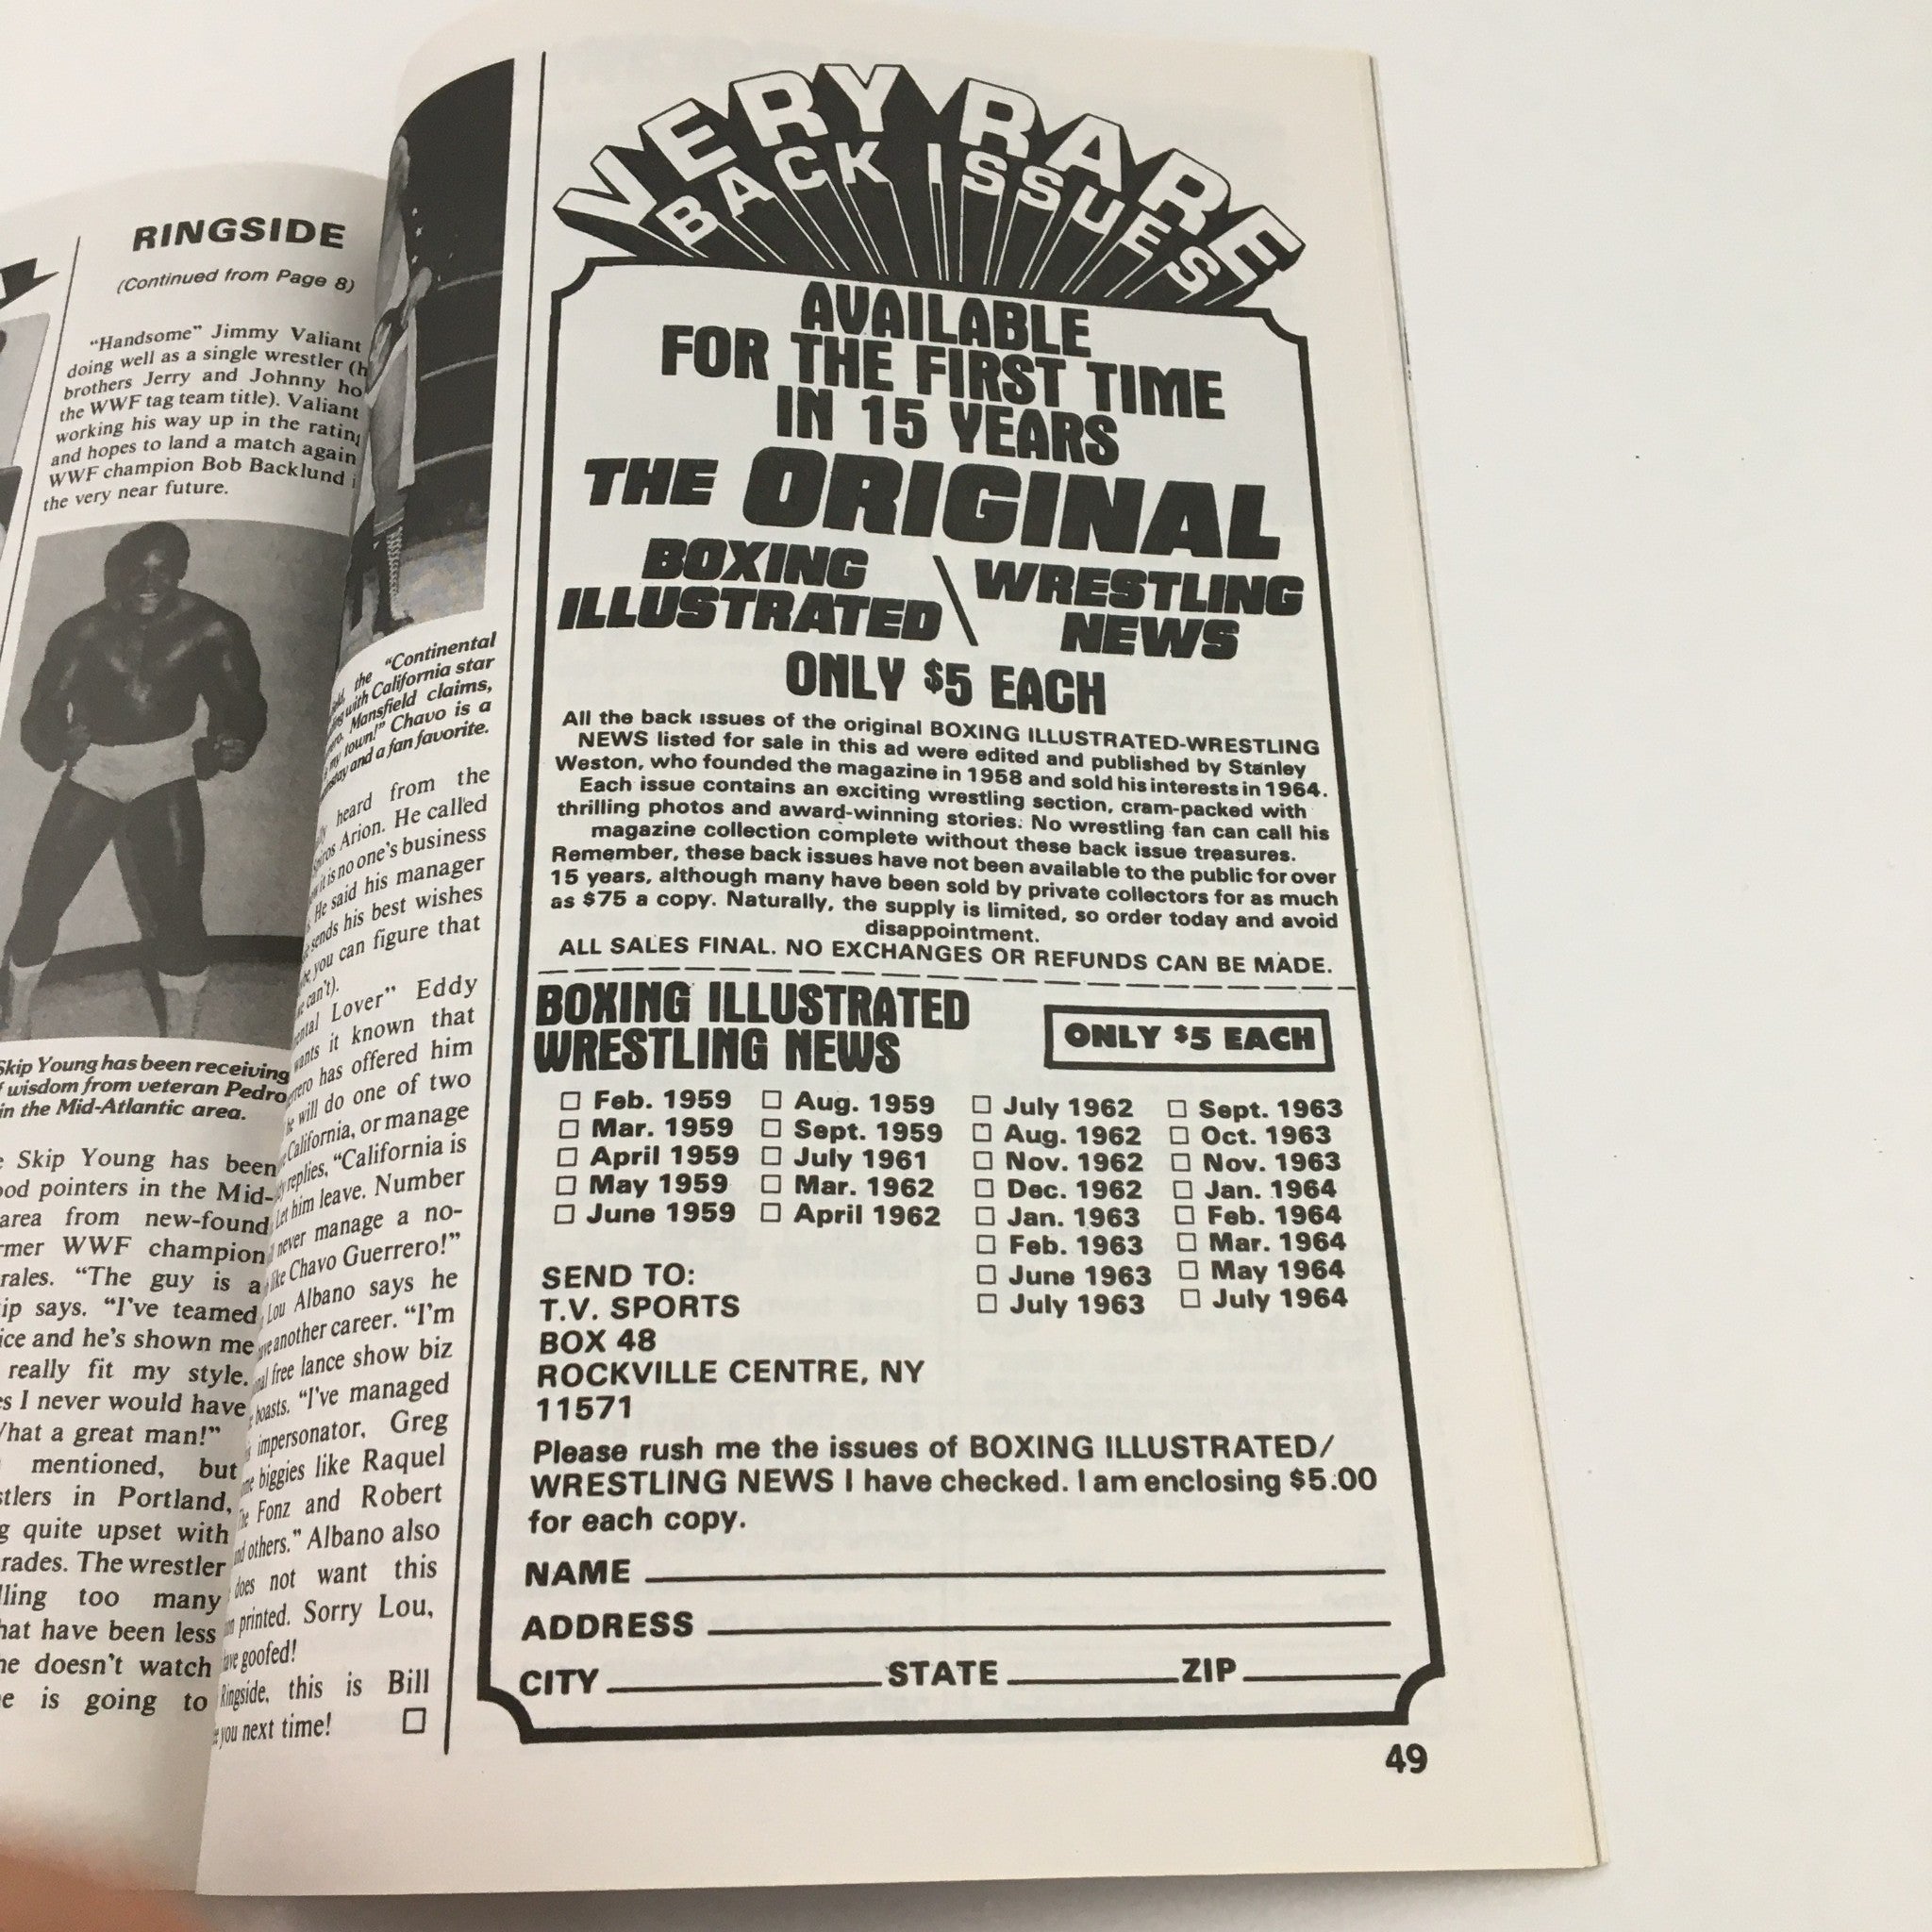 RINGSIDE
(Continued from Page 8)
"Handsome" Jimmy Valiant
doing well as a single wrestler
brothers Jerry and Johnny
the WWF tag team title). Valiant
working his way up in the
and hopes to land a match
WWF champion Bob Backlund
the very near future.
Skip Young has been receiving
wisdom from veteran Pedro
in the Mid-Atlantic area.
Skip Young has been
pointers in the Mid-
area from new-found
WWF champion
"The guy is a
says. "I've teamed
and he's shown me
really fit my style.
I never would have
What a great man!"
mentioned, but
in Portland,
quite upset with
The wrestler
too many
that have been less
he doesn't watch
is going to
the "Continental
with California star
Mansfield claims,
my town!" Chavo is a
and a fan favorite.
heard from the
Arion. He called
it is no one's business
He said his manager
sends his best wishes
you can figure that
can't).
Lover" Eddy
wants it known that
has offered him
he will do one of two
California, or manage
replies, "California is
Let him leave. Number
never manage a no-
like Chavo Guerrero!"
Lou Albano says he
another career. "I'm
free lance show biz
boasts. "I've managed
impersonator, Greg
biggies like Raquel
Fonz and Robert
and others." Albano also
does not want this
printed. Sorry Lou,
goofed!
Ringside, this is Bill
you next time! □
VERY RARE
BACK ISSUES
AVAILABLE
FOR THE FIRST TIME
IN 15 YEARS
THE ORIGINAL
BOXING ILLUSTRATED \ WRESTLING NEWS
ONLY $5 EACH
All the back issues of the original BOXING ILLUSTRATED-WRESTLING
NEWS listed for sale in this ad were edited and published by Stanley
Weston, who founded the magazine in 1958 and sold his interests in 1964.
Each issue contains an exciting wrestling section, cram-packed with
thrilling photos and award-winning stories. No wrestling fan can call his
magazine collection complete without these back issue treasures.
Remember, these back issues have not been available to the public for over
15 years, although many have been sold by private collectors for as much
as $75 a copy. Naturally, the supply is limited, so order today and avoid
disappointment.
ALL SALES FINAL. NO EXCHANGES OR REFUNDS CAN BE MADE.
BOXING ILLUSTRATED
WRESTLING NEWS
ONLY $5 EACH
□ Feb. 1959 □ Aug. 1959 □ July 1962 □ Sept. 1963
□ Mar. 1959 □ Sept. 1959 □ Aug. 1962 □ Oct. 1963
□ April 1959 □ July 1961 □ Nov. 1962 □ Nov. 1963
□ May 1959 □ Mar. 1962 □ Dec. 1962 □ Jan. 1964
□ June 1959 □ April 1962 □ Jan. 1963 □ Feb. 1964
□ Feb. 1963 □ Mar. 1964
□ June 1963 □ May 1964
□ July 1963 □ July 1964
SEND TO:
T.V. SPORTS
BOX 48
ROCKVILLE CENTRE, NY
11571
Please rush me the issues of BOXING ILLUSTRATED/
WRESTLING NEWS I have checked. I am enclosing $5.00
for each copy.
NAME
ADDRESS
CITY STATE ZIP
49